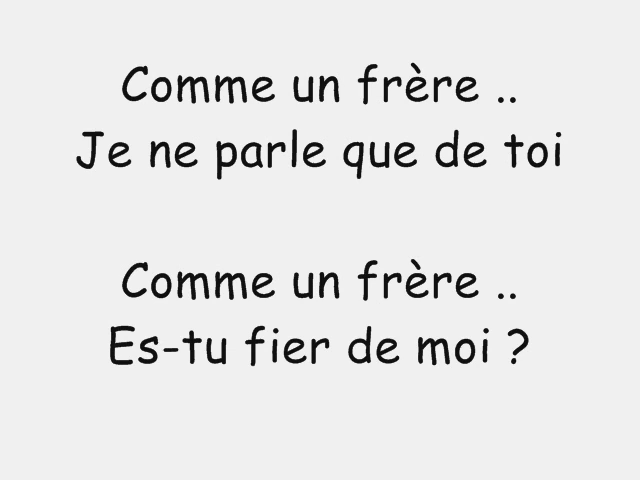 Comme un frère ..
Je ne parle que de toi
Comme un frère ..
Es-tu fier de moi ?